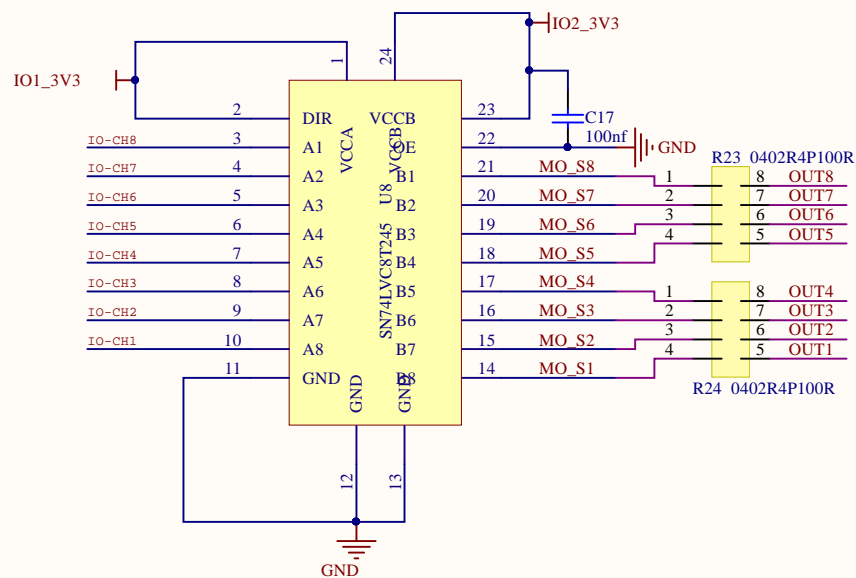 IO2_3V3
IO1_3V3
1
24
2 DIR VCCB 23
C17
100nf
IO-CH8 3 A1 VCCA VCCB OE 22 GND
IO-CH7 4 A2 B1 21 MO_S8
IO-CH6 5 A3 B2 20 MO_S7
IO-CH5 6 A4 B3 19 MO_S6
IO-CH4 7 A5 B4 18 MO_S5
IO-CH3 8 A6 B5 17 MO_S4
IO-CH2 9 A7 B6 16 MO_S3
IO-CH1 10 A8 B7 15 MO_S2
11 GND B8 14 MO_S1
U8
SN74LVC8T245
GND
GND
12
13
GND
R23 0402R4P100R
1 8 OUT8
2 7 OUT7
3 6 OUT6
4 5 OUT5
1 8 OUT4
2 7 OUT3
3 6 OUT2
4 5 OUT1
R24 0402R4P100R